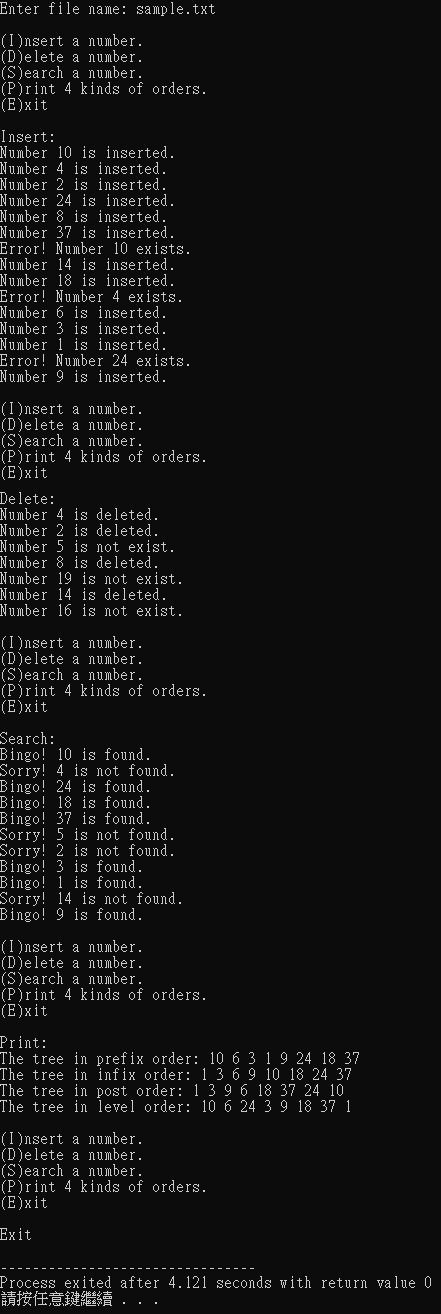 Enter file name: sample.txt
(I)nsert a number.
(D)elete a number.
(S)earch a number.
(P)rint 4 kinds of orders.
(E)xit
Insert:
Number 10 is inserted.
Number 4 is inserted.
Number 2 is inserted.
Number 24 is inserted.
Number 8 is inserted.
Number 37 is inserted.
Error! Number 10 exists.
Number 14 is inserted.
Number 18 is inserted.
Error! Number 4 exists.
Number 6 is inserted.
Number 3 is inserted.
Number 1 is inserted.
Error! Number 24 exists.
Number 9 is inserted.
(I)nsert a number.
(D)elete a number.
(S)earch a number.
(P)rint 4 kinds of orders.
(E)xit
Delete:
Number 4 is deleted.
Number 2 is deleted.
Number 5 is not exist.
Number 8 is deleted.
Number 19 is not exist.
Number 14 is deleted.
Number 16 is not exist.
(I)nsert a number.
(D)elete a number.
(S)earch a number.
(P)rint 4 kinds of orders.
(E)xit
Search:
Bingo! 10 is found.
Sorry! 4 is not found.
Bingo! 24 is found.
Bingo! 18 is found.
Bingo! 37 is found.
Sorry! 5 is not found.
Sorry! 2 is not found.
Bingo! 3 is found.
Bingo! 1 is found.
Sorry! 14 is not found.
Bingo! 9 is found.
(I)nsert a number.
(D)elete a number.
(S)earch a number.
(P)rint 4 kinds of orders.
(E)xit
Print:
The tree in prefix order: 10 6 3 1 9 24 18 37
The tree in infix order: 1 3 6 9 10 18 24 37
The tree in post order: 1 3 9 6 18 37 24 10
The tree in level order: 10 6 24 3 9 18 37 1
(I)nsert a number.
(D)elete a number.
(S)earch a number.
(P)rint 4 kinds of orders.
(E)xit
Exit
--------------------------------
Process exited after 4.121 seconds with return value 0
請按任意鍵繼續 . . .